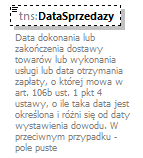 tns:DataSprzedazy
Data dokonania lub
zakończenia dostawy
towarów lub wykonania
usługi lub data otrzymania
zapłaty, o której mowa w
art. 106b ust. 1 pkt 4
ustawy, o ile taka data jest
określona i różni się od daty
wystawienia dowodu. W
przeciwnym przypadku -
pole puste